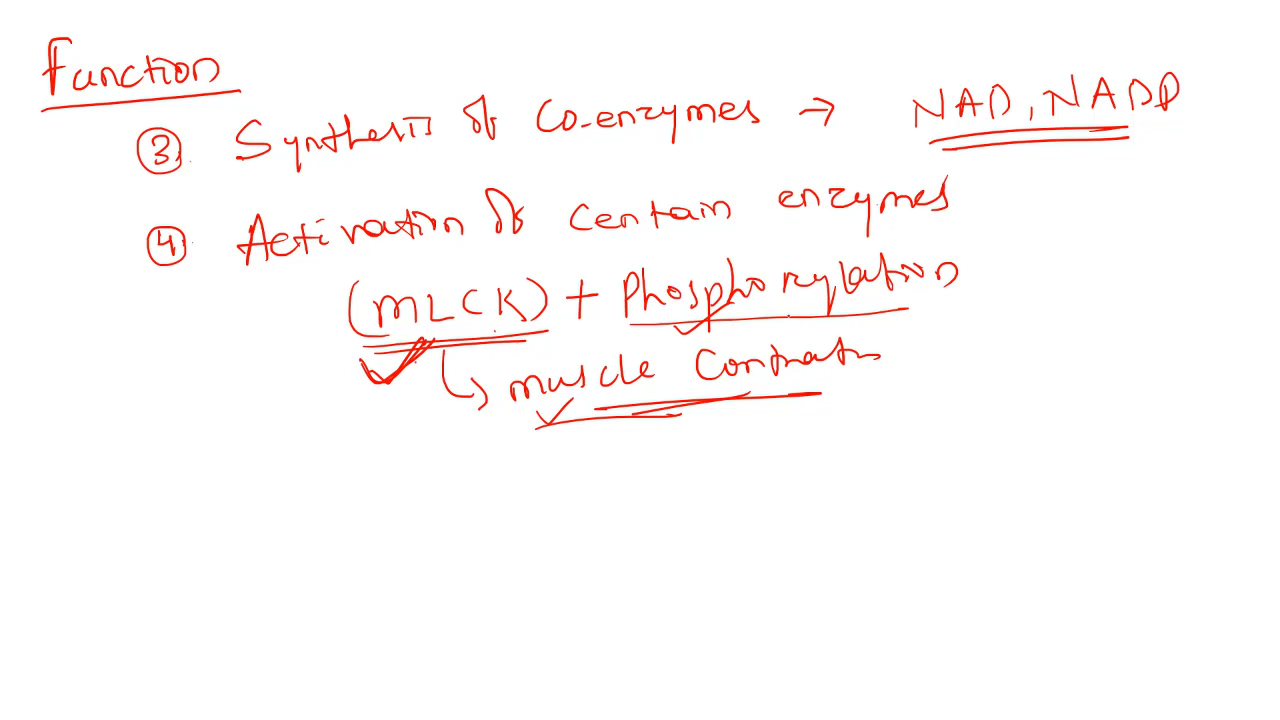 Function
③ Synthesis of Co-enzymes → NAD, NADP
④ Activation of certain enzymes
(MLCK) + Phosphorylation
↳ muscle Contraction